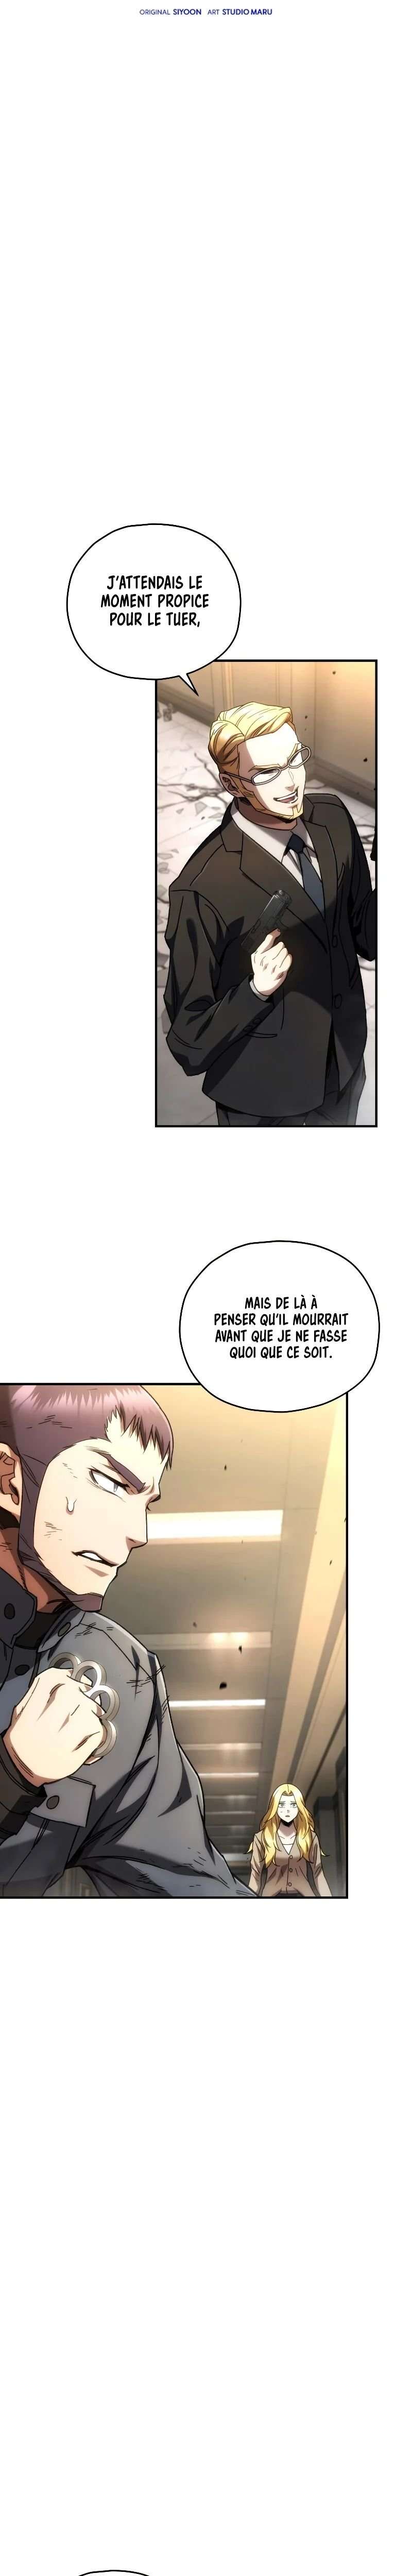 ORIGINAL SIYOON ART STUDIO MARU
J'ATTENDAIS LE
MOMENT PROPICE
POUR LE TUER,
MAIS DE LÀ À
PENSER QU'IL MOURRAIT
AVANT QUE JE NE FASSE
QUOI QUE CE SOIT.